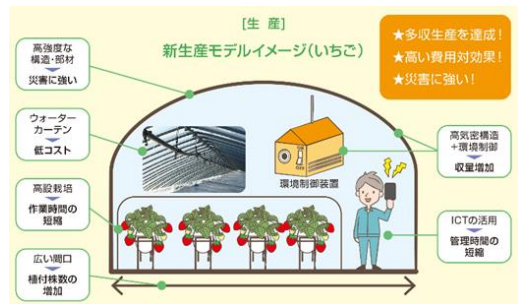 [生 産]
新生産モデルイメージ(いちご)
★多収生産を達成!
★高い費用対効果!
★災害に強い!
高強度な
構造・部材
災害に強い
ウォーター
カーテン
低コスト
高設栽培
作業時間の
短縮
広い間口
植付株数の
増加
環境制御装置
高気密構造
+環境制御
収量増加
ICTの活用
管理時間の
短縮